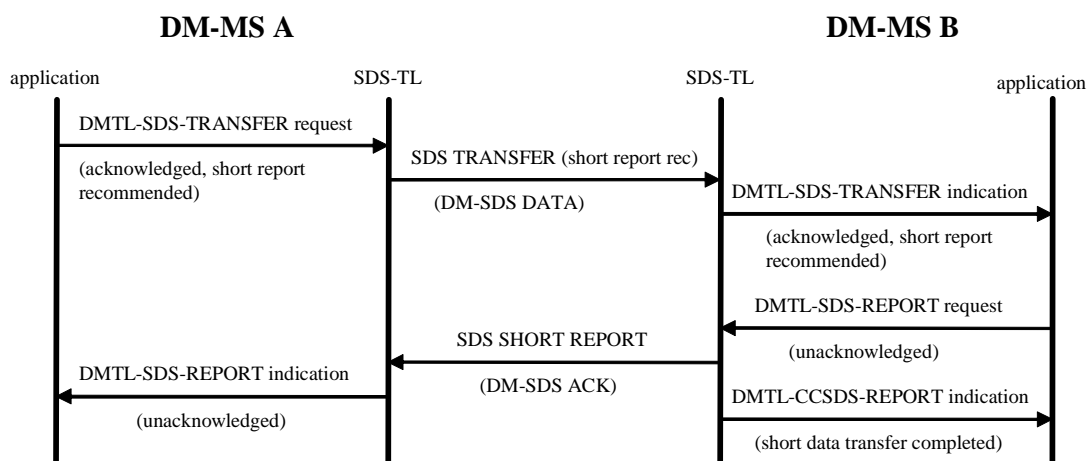 DM-MS A
DM-MS B
application
SDS-TL
SDS-TL
application
DMTL-SDS-TRANSFER request
(acknowledged, short report
recommended)
SDS TRANSFER (short report rec)
(DM-SDS DATA)
DMTL-SDS-TRANSFER indication
(acknowledged, short report
recommended)
DMTL-SDS-REPORT request
(unacknowledged)
SDS SHORT REPORT
(DM-SDS ACK)
DMTL-SDS-REPORT indication
(unacknowledged)
DMTL-CCSDS-REPORT indication
(short data transfer completed)